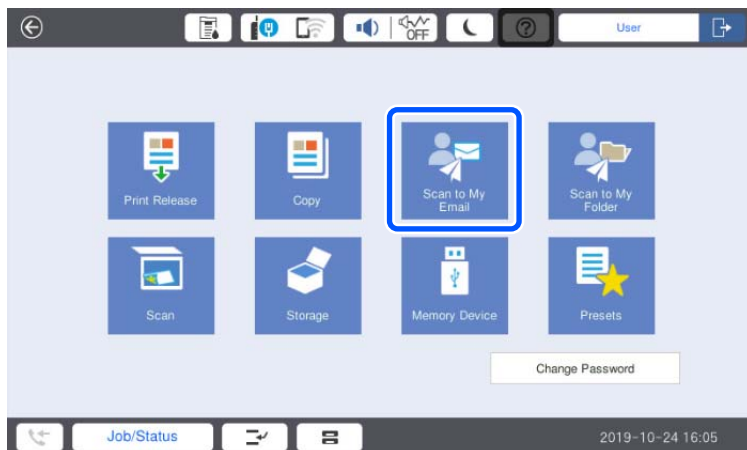 OFF
User
Print Release
Copy
Scan to My
Email
Scan to My
Folder
Scan
Storage
Memory Device
Presets
Change Password
Job/Status
2019-10-24 16:05